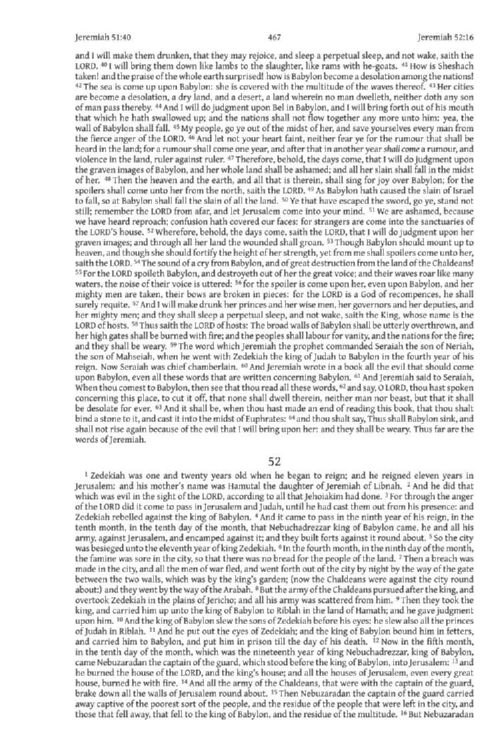 Jeremiah 51:40 467 Jeremiah 52:16
and I will make them drunken, that they may rejoice, and sleep a perpetual sleep, and not wake, saith the
LORD. 40 I will bring them down like lambs to the slaughter, like rams with he-goats. 41 How is Sheshach
taken! and the praise of the whole earth surprised! how is Babylon become a desolation among the nations!
42 The sea is come up upon Babylon: she is covered with the multitude of the waves thereof. 43 Her cities
are become a desolation, a dry land, and a desert, a land wherein no man dwelleth, neither doth any son
of man pass thereby. 44 And I will do judgment upon Bel in Babylon, and I will bring forth out of his mouth
that which he hath swallowed up; and the nations shall not flow together any more unto him: yea, the
wall of Babylon shall fall. 45 My people, go ye out of the midst of her, and save yourselves every man from
the fierce anger of the LORD. 46 And let not your heart faint, neither fear ye for the rumour that shall be
heard in the land; for a rumour shall come one year, and after that in another year shall come a rumour, and
violence in the land, ruler against ruler. 47 Therefore, behold, the days come, that I will do judgment upon
the graven images of Babylon, and her whole land shall be ashamed; and all her slain shall fall in the midst
of her. 48 Then the heaven and the earth, and all that is therein, shall sing for joy over Babylon; for the
spoilers shall come unto her from the north, saith the LORD. 49 As Babylon hath caused the slain of Israel
to fall, so at Babylon shall fall the slain of all the land. 50 Ye that have escaped the sword, go ye, stand not
still; remember the LORD from afar, and let Jerusalem come into your mind. 51 We are ashamed, because
we have heard reproach; confusion hath covered our faces: for strangers are come into the sanctuaries of
the LORD'S house. 52 Wherefore, behold, the days come, saith the LORD, that I will do judgment upon her
graven images; and through all her land the wounded shall groan. 53 Though Babylon should mount up to
heaven, and though she should fortify the height of her strength, yet from me shall spoilers come unto her,
saith the LORD. 54 The sound of a cry from Babylon, and of great destruction from the land of the Chaldeans!
55 For the LORD spoileth Babylon, and destroyeth out of her the great voice; and their waves roar like many
waters, the noise of their voice is uttered: 56 for the spoiler is come upon her, even upon Babylon, and her
mighty men are taken, their bows are broken in pieces: for the LORD is a God of recompences, he shall
surely requite. 57 And I will make drunk her princes and her wise men, her governors and her deputies, and
her mighty men; and they shall sleep a perpetual sleep, and not wake, saith the King, whose name is the
LORD of hosts. 58 Thus saith the LORD of hosts: The broad walls of Babylon shall be utterly overthrown, and
her high gates shall be burned with fire; and the peoples shall labour for vanity, and the nations for the fire;
and they shall be weary. 59 The word which Jeremiah the prophet commanded Seraiah the son of Neriah,
the son of Mahseiah, when he went with Zedekiah the king of Judah to Babylon in the fourth year of his
reign. Now Seraiah was chief chamberlain. 60 And Jeremiah wrote in a book all the evil that should come
upon Babylon, even all these words that are written concerning Babylon. 61 And Jeremiah said to Seraiah,
When thou comest to Babylon, then see that thou read all these words, 62 and say, O LORD, thou hast spoken
concerning this place, to cut it off, that none shall dwell therein, neither man nor beast, but that it shall
be desolate for ever. 63 And it shall be, when thou hast made an end of reading this book, that thou shalt
bind a stone to it, and cast it into the midst of Euphrates: 64 and thou shalt say, Thus shall Babylon sink, and
shall not rise again because of the evil that I will bring upon her: and they shall be weary. Thus far are the
words of Jeremiah.
52
1 Zedekiah was one and twenty years old when he began to reign; and he reigned eleven years in
Jerusalem: and his mother's name was Hamutal the daughter of Jeremiah of Libnah. 2 And he did that
which was evil in the sight of the LORD, according to all that Jehoiakim had done. 3 For through the anger
of the LORD did it come to pass in Jerusalem and Judah, until he had cast them out from his presence: and
Zedekiah rebelled against the king of Babylon. 4 And it came to pass in the ninth year of his reign, in the
tenth month, in the tenth day of the month, that Nebuchadrezzar king of Babylon came, he and all his
army, against Jerusalem, and encamped against it; and they built forts against it round about. 5 So the city
was besieged unto the eleventh year of king Zedekiah. 6 In the fourth month, in the ninth day of the month,
the famine was sore in the city, so that there was no bread for the people of the land. 7 Then a breach was
made in the city, and all the men of war fled, and went forth out of the city by night by the way of the gate
between the two walls, which was by the king's garden; (now the Chaldeans were against the city round
about:) and they went by the way of the Arabah. 8 But the army of the Chaldeans pursued after the king, and
overtook Zedekiah in the plains of Jericho; and all his army was scattered from him. 9 Then they took the
king, and carried him up unto the king of Babylon to Riblah in the land of Hamath; and he gave judgment
upon him. 10 And the king of Babylon slew the sons of Zedekiah before his eyes: he slew also all the princes
of Judah in Riblah. 11 And he put out the eyes of Zedekiah; and the king of Babylon bound him in fetters,
and carried him to Babylon, and put him in prison till the day of his death. 12 Now in the fifth month,
in the tenth day of the month, which was the nineteenth year of king Nebuchadrezzar, king of Babylon,
came Nebuzaradan the captain of the guard, which stood before the king of Babylon, into Jerusalem: 13 and
he burned the house of the LORD, and the king's house; and all the houses of Jerusalem, even every great
house, burned he with fire. 14 And all the army of the Chaldeans, that were with the captain of the guard,
brake down all the walls of Jerusalem round about. 15 Then Nebuzaradan the captain of the guard carried
away captive of the poorest sort of the people, and the residue of the people that were left in the city, and
those that fell away, that fell to the king of Babylon, and the residue of the multitude. 16 But Nebuzaradan